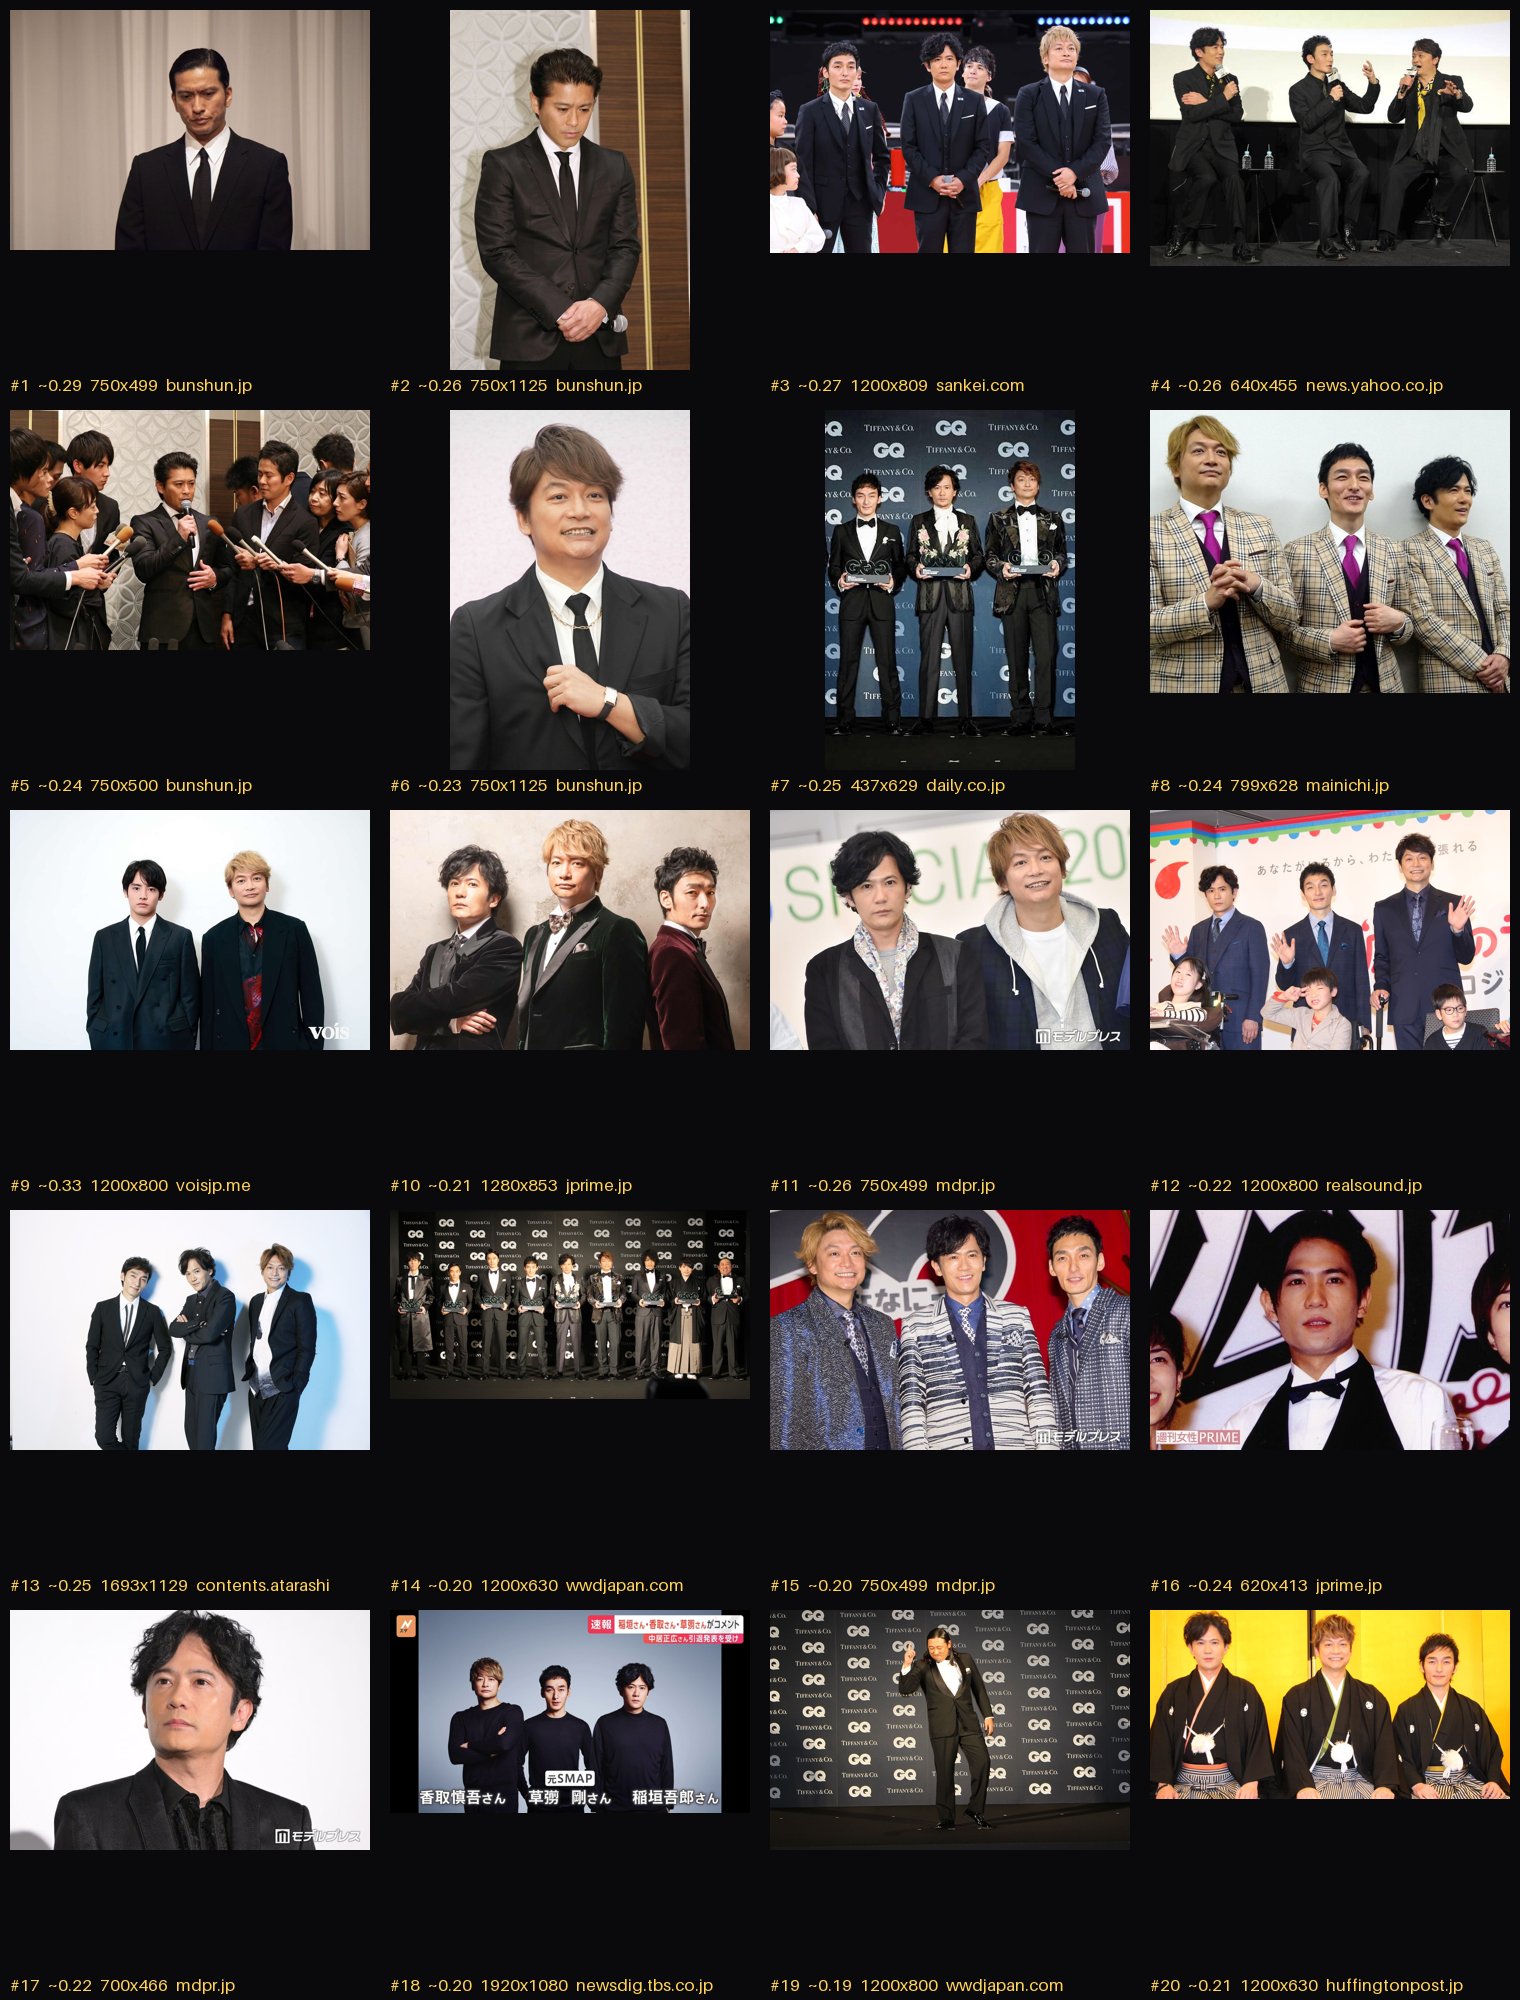 #1 ~0.29 750x499 bunshun.jp
#2 ~0.26 750x1125 bunshun.jp
#3 ~0.27 1200x809 sankei.com
#4 ~0.26 640x455 news.yahoo.co.jp
#5 ~0.24 750x500 bunshun.jp
#6 ~0.23 750x1125 bunshun.jp
TIFFANY & CO.
GQ
#7 ~0.25 437x629 daily.co.jp
#8 ~0.24 799x628 mainichi.jp
vois
#9 ~0.33 1200x800 voisjp.me
#10 ~0.21 1280x853 jprime.jp
モデルプレス
#11 ~0.26 750x499 mdpr.jp
#12 ~0.22 1200x800 realsound.jp
#13 ~0.25 1693x1129 contents.atarashi
TIFFANY & CO.
GQ
#14 ~0.20 1200x630 wwdjapan.com
モデルプレス
#15 ~0.20 750x499 mdpr.jp
週刊女性PRIME
#16 ~0.24 620x413 jprime.jp
モデルプレス
#17 ~0.22 700x466 mdpr.jp
速報 稲垣さん・香取さん・草彅さんがコメント
中居正広さん引退発表を受け
元SMAP
香取慎吾さん 草彅 剛さん 稲垣吾郎さん
#18 ~0.20 1920x1080 newsdig.tbs.co.jp
GQ
TIFFANY & CO.
#19 ~0.19 1200x800 wwdjapan.com
#20 ~0.21 1200x630 huffingtonpost.jp